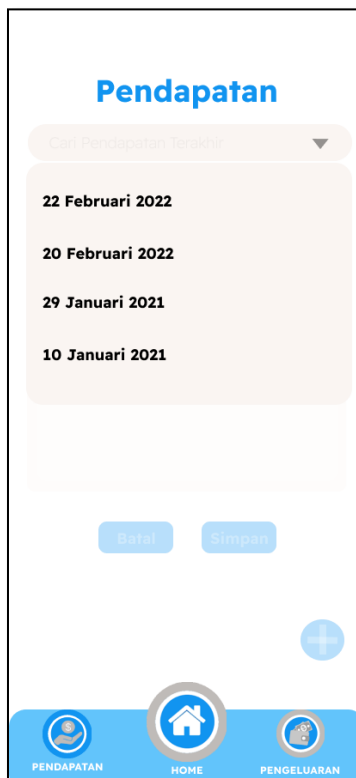 Pendapatan
Cari Pendapatan Terakhir
22 Februari 2022
20 Februari 2022
29 Januari 2021
10 Januari 2021
Batal Simpan
PENDAPATAN HOME PENGELUARAN